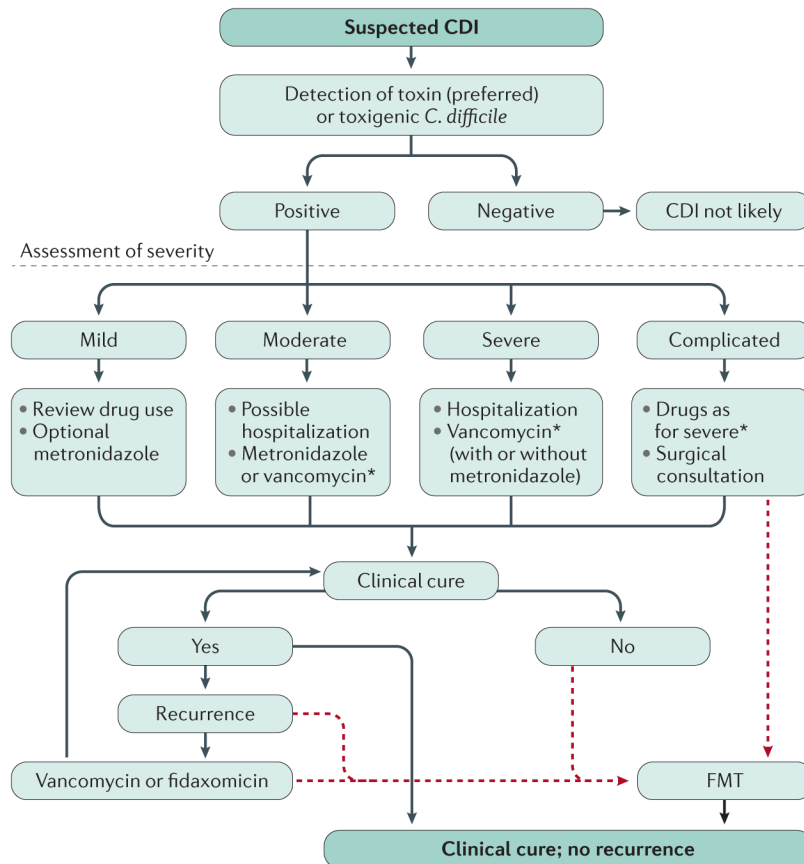 Suspected CDI
Detection of toxin (preferred)
or toxigenic C. difficile
Positive
Negative
CDI not likely
Assessment of severity
Mild
Moderate
Severe
Complicated
• Review drug use
• Optional
metronidazole
• Possible
hospitalization
• Metronidazole
or vancomycin*
• Hospitalization
• Vancomycin*
(with or without
metronidazole)
• Drugs as
for severe*
• Surgical
consultation
Clinical cure
Yes
No
Recurrence
Vancomycin or fidaxomicin
FMT
Clinical cure; no recurrence